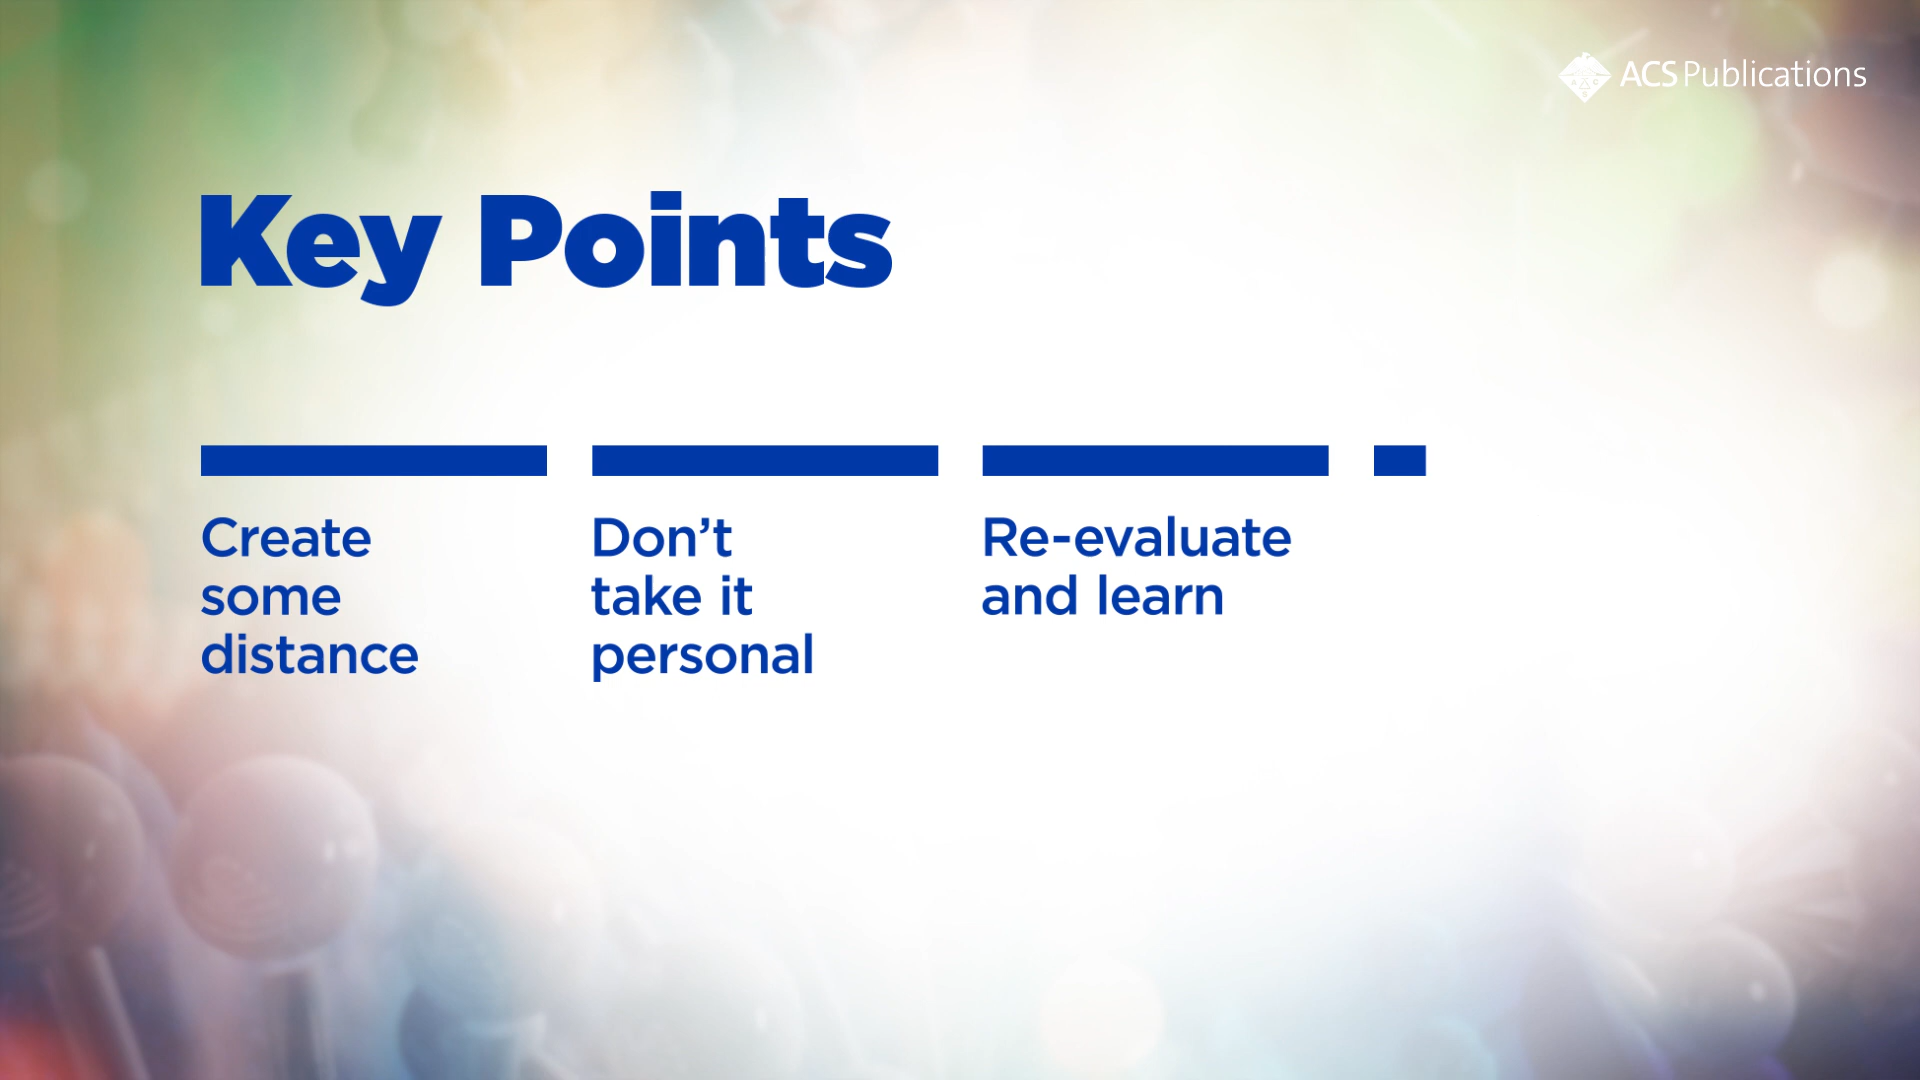 ACS Publications
Key Points
Create
some
distance
Don’t
take it
personal
Re-evaluate
and learn